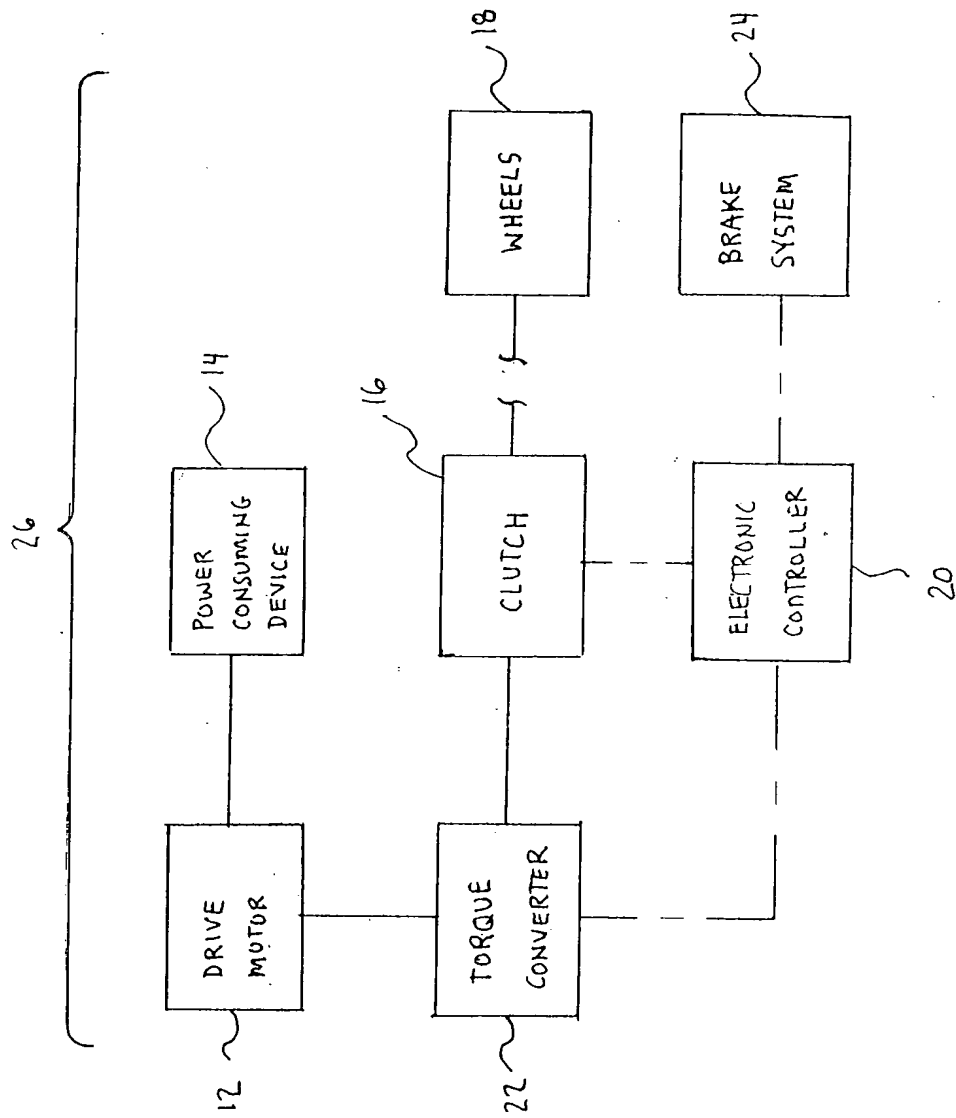 26
12
DRIVE
MOTOR
POWER
CONSUMING
DEVICE
14
22
TORQUE
CONVERTER
16
CLUTCH
WHEELS
18
ELECTRONIC
CONTROLLER
20
BRAKE
SYSTEM
24